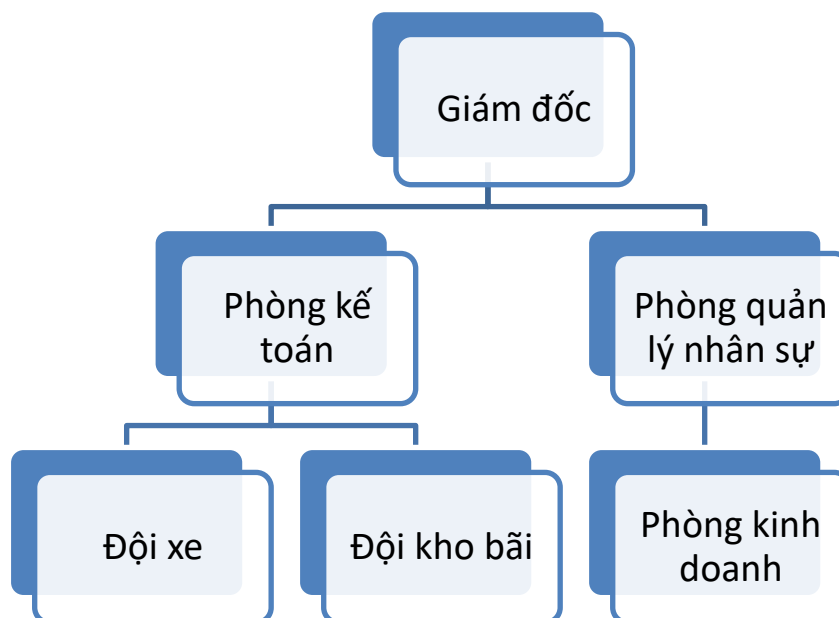 Giám đốc
Phòng kế
toán
Phòng quản
lý nhân sự
Đội xe
Đội kho bãi
Phòng kinh
doanh